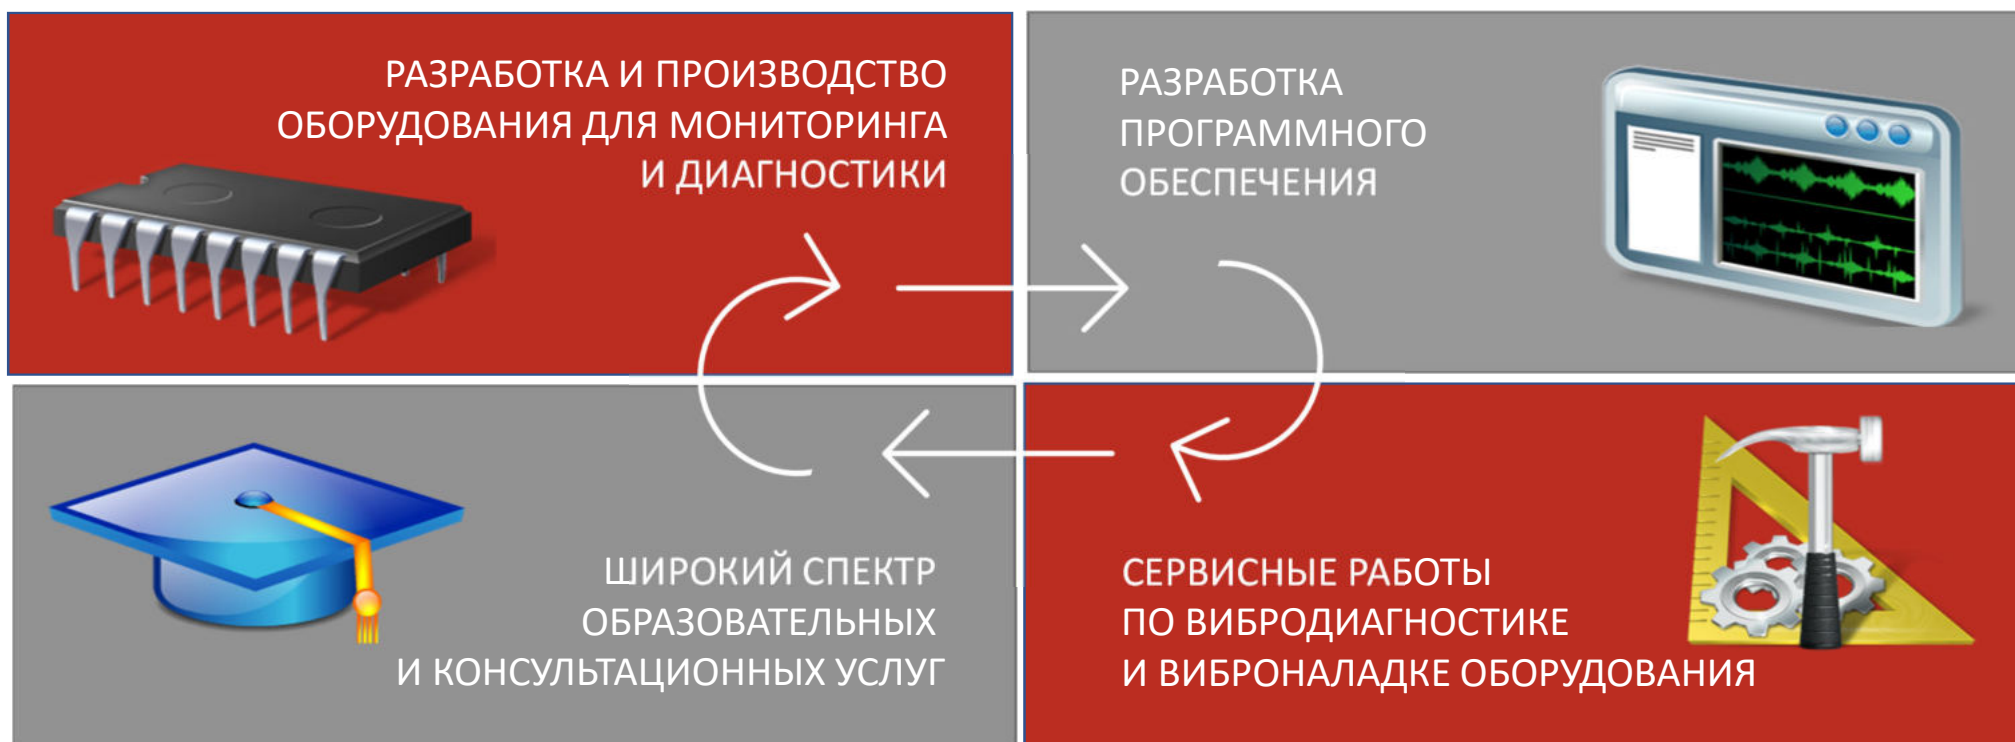 РАЗРАБОТКА И ПРОИЗВОДСТВО
ОБОРУДОВАНИЯ ДЛЯ МОНИТОРИНГА
И ДИАГНОСТИКИ
РАЗРАБОТКА
ПРОГРАММНОГО
ОБЕСПЕЧЕНИЯ
ШИРОКИЙ СПЕКТР
ОБРАЗОВАТЕЛЬНЫХ
И КОНСУЛЬТАЦИОННЫХ УСЛУГ
СЕРВИСНЫЕ РАБОТЫ
ПО ВИБРОДИАГНОСТИКЕ
И ВИБРОНАЛАДКЕ ОБОРУДОВАНИЯ